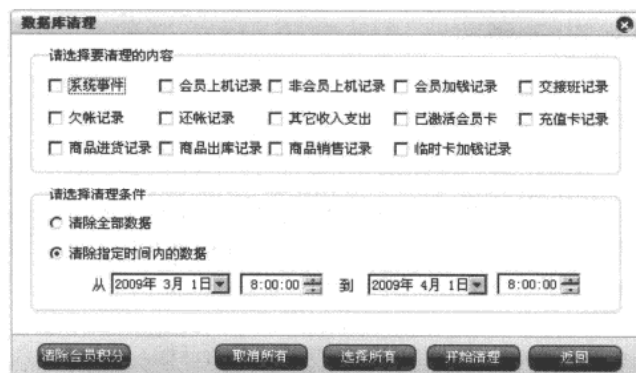 数据库清理
请选择要清理的内容
系统事件 会员上机记录 非会员上机记录 会员加钱记录 交接班记录
欠帐记录 还帐记录 其它收入支出 已激活会员卡 充值卡记录
商品进货记录 商品出库记录 商品销售记录 临时卡加钱记录
请选择清理条件
清除全部数据
清除指定时间内的数据
从 2009年 3月 1日 8:00:00 到 2009年 4月 1日 8:00:00
清除会员积分 取消所有 选择所有 开始清理 返回